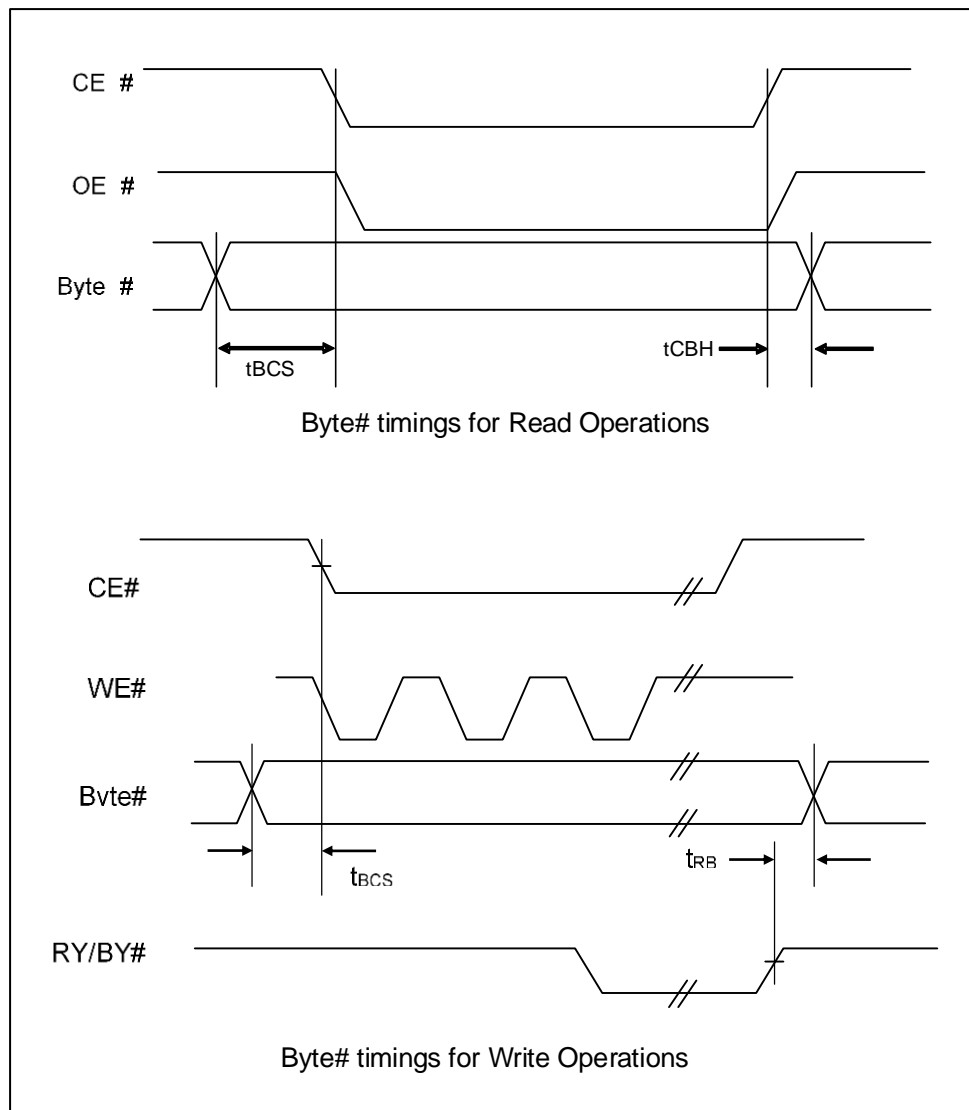 CE #
OE #
Byte #
tBCS
tCBH
Byte# timings for Read Operations
CE#
WE#
Bvte#
tBCS
tRB
RY/BY#
Byte# timings for Write Operations